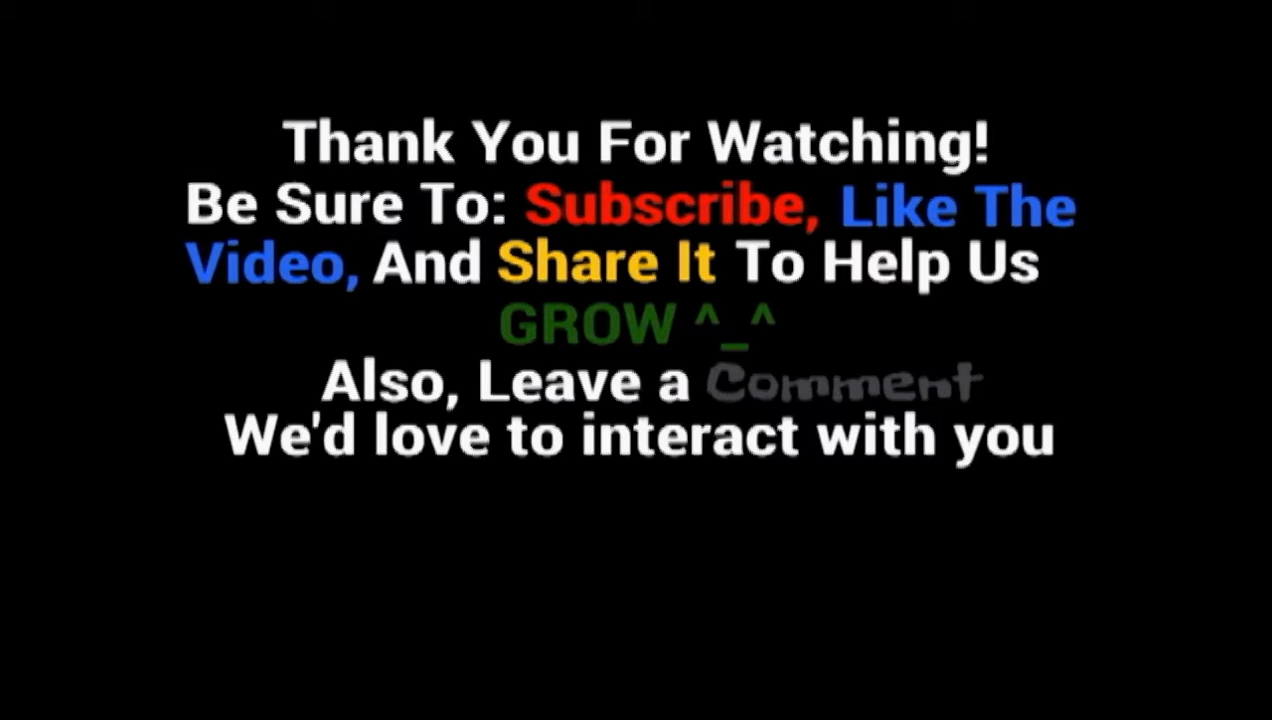 Thank You For Watching!
Be Sure To: Subscribe, Like The
Video, And Share It To Help Us
GROW ^_^
Also, Leave a Comment
We'd love to interact with you